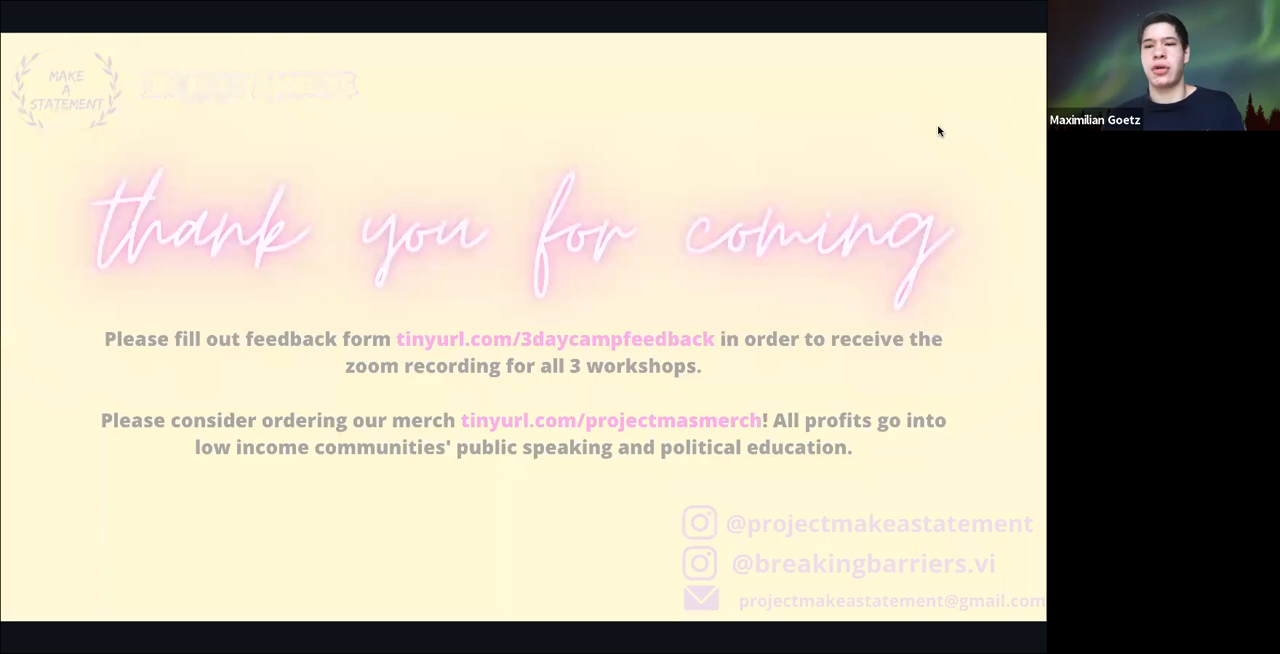 MAKE
A
STATEMENT
thank you for coming
Please fill out feedback form tinyurl.com/3daycampfeedback in order to receive the
zoom recording for all 3 workshops.
Please consider ordering our merch tinyurl.com/projectmasmerch! All profits go into
low income communities' public speaking and political education.
@projectmakeastatement
@breakingbarriers.vi
projectmakeastatement@gmail.com
Maximilian Goetz